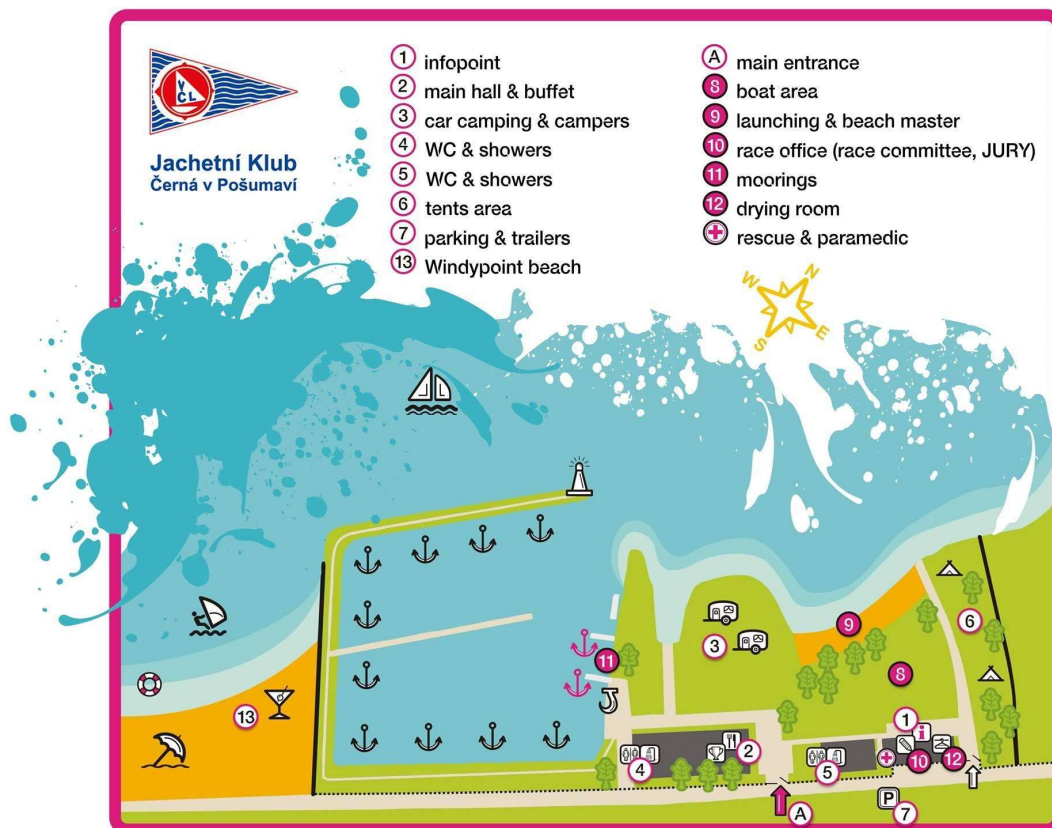 YCL
Jachetní Klub
Černá v Pošumaví
1 infopoint
2 main hall & buffet
3 car camping & campers
4 WC & showers
5 WC & showers
6 tents area
7 parking & trailers
13 Windypoint beach
A main entrance
8 boat area
9 launching & beach master
10 race office (race committee, JURY)
11 moorings
12 drying room
rescue & paramedic
N
W
E
S
9
6
3
11
8
13
1
i
2
4
5
10
12
P
A
7